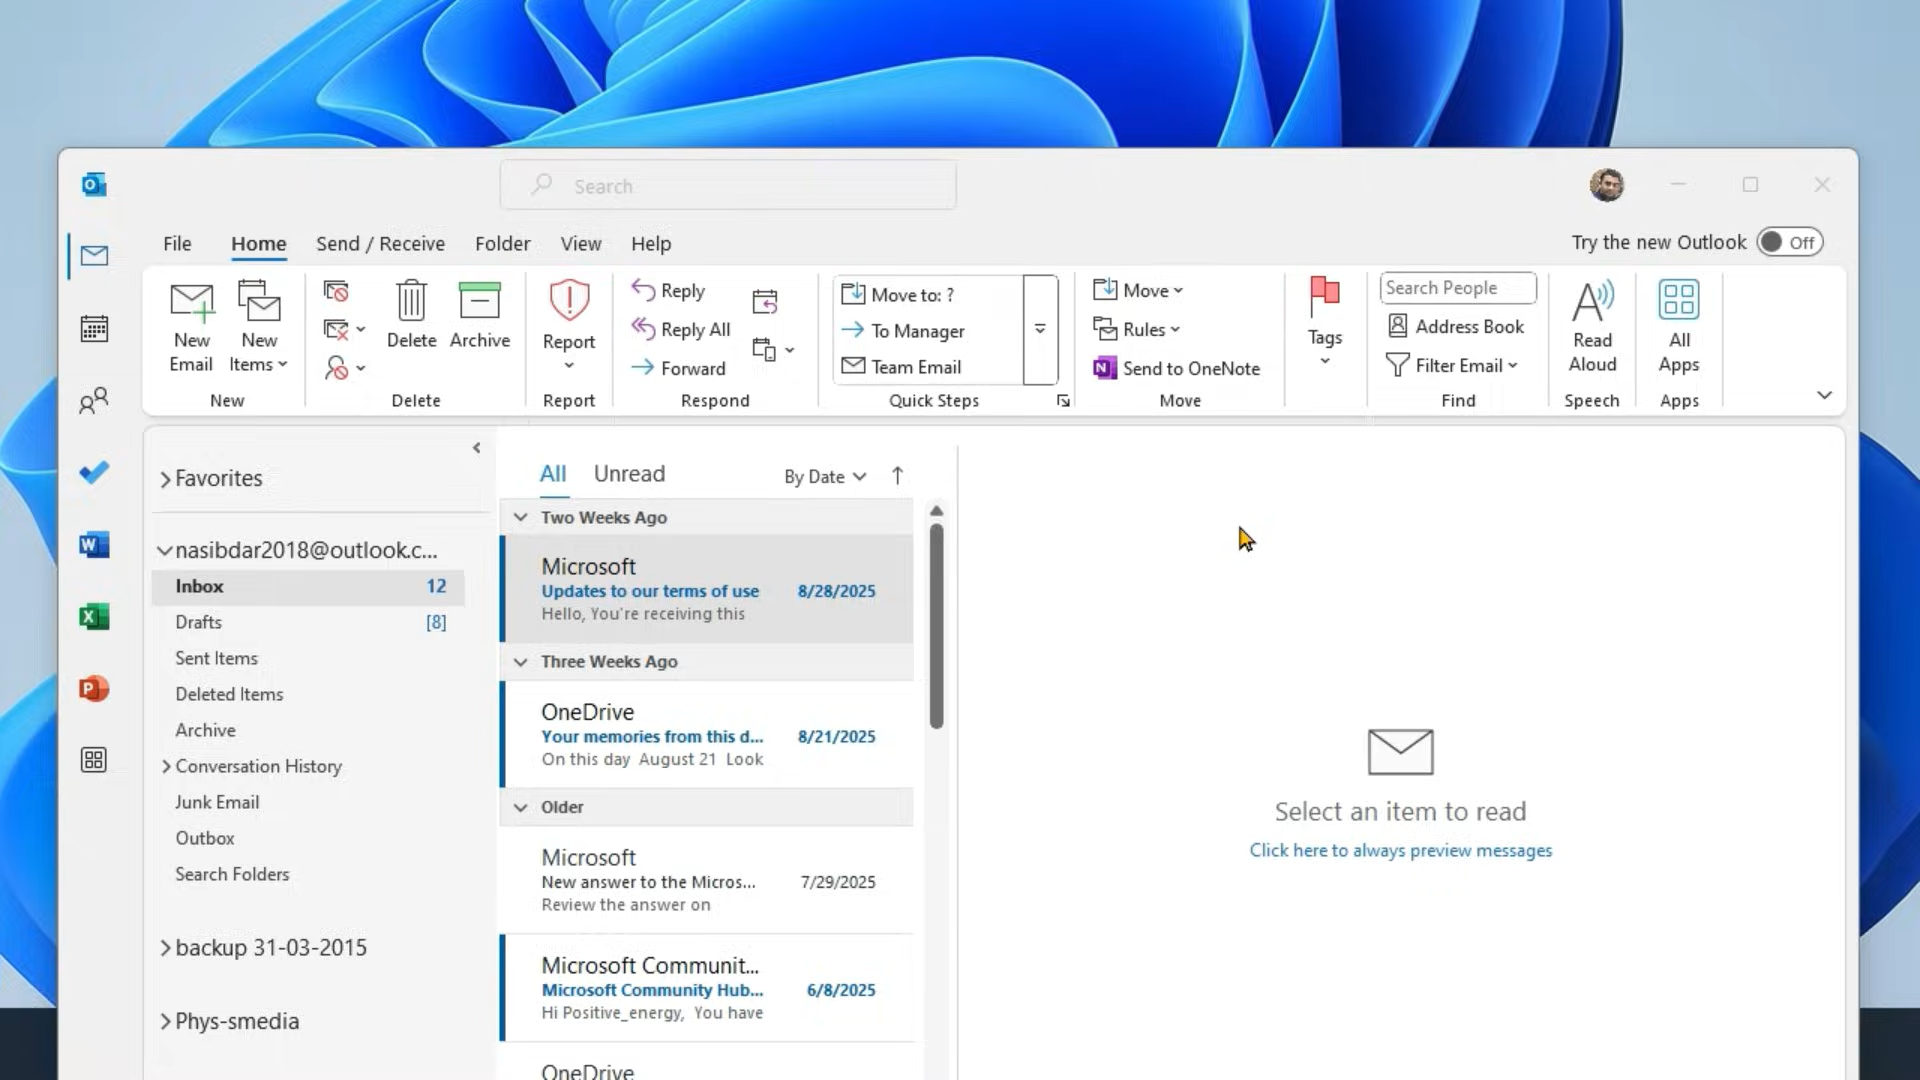 Search
File Home Send / Receive Folder View Help
Try the new Outlook Off
New Email
New Items
New
Delete
Archive
Delete
Report
Report
Reply
Reply All
Forward
Respond
Move to: ?
To Manager
Team Email
Quick Steps
Move
Rules
Send to OneNote
Move
Tags
Search People
Address Book
Filter Email
Find
Read Aloud
Speech
All Apps
Apps
Favorites
nasibdar2018@outlook.c...
Inbox 12
Drafts [8]
Sent Items
Deleted Items
Archive
Conversation History
Junk Email
Outbox
Search Folders
backup 31-03-2015
Phys-smedia
All Unread By Date
Two Weeks Ago
Microsoft
Updates to our terms of use 8/28/2025
Hello, You're receiving this
Three Weeks Ago
OneDrive
Your memories from this d... 8/21/2025
On this day August 21 Look
Older
Microsoft
New answer to the Micros... 7/29/2025
Review the answer on
Microsoft Communit...
Microsoft Community Hub... 6/8/2025
Hi Positive_energy, You have
OneDrive
Select an item to read
Click here to always preview messages